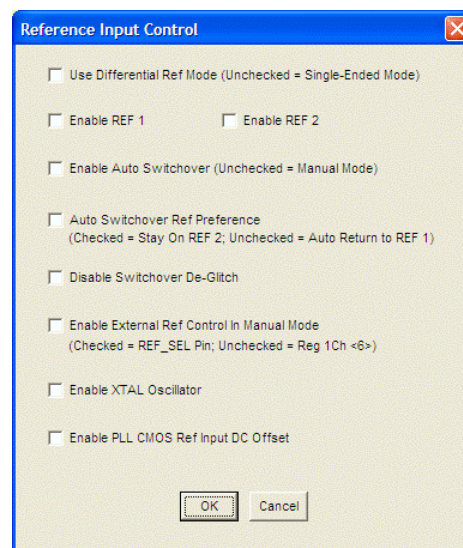 Reference Input Control
Use Differential Ref Mode (Unchecked = Single-Ended Mode)
Enable REF 1 Enable REF 2
Enable Auto Switchover (Unchecked = Manual Mode)
Auto Switchover Ref Preference
(Checked = Stay On REF 2; Unchecked = Auto Return to REF 1)
Disable Switchover De-Glitch
Enable External Ref Control In Manual Mode
(Checked = REF_SEL Pin; Unchecked = Reg 1Ch <6>)
Enable XTAL Oscillator
Enable PLL CMOS Ref Input DC Offset
OK Cancel